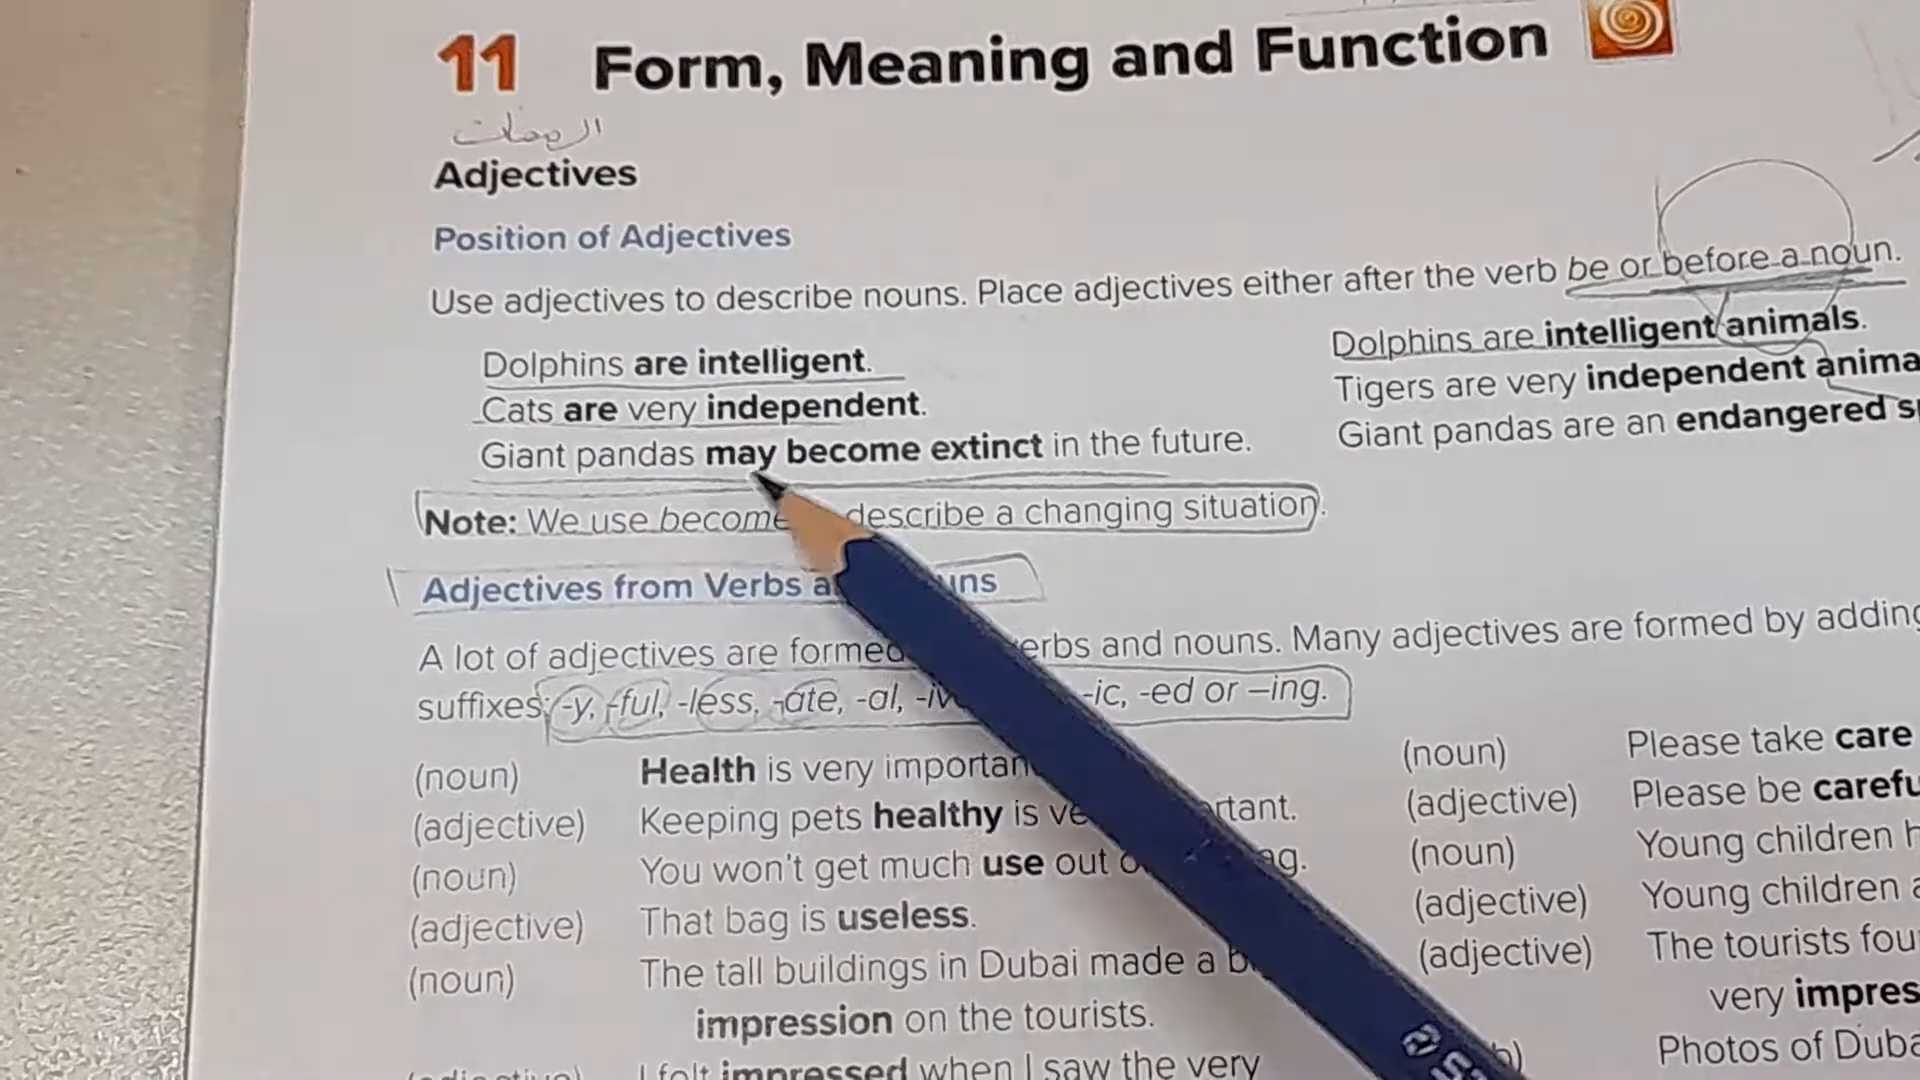 11 Form, Meaning and Function
الصفات
Adjectives
Position of Adjectives
Use adjectives to describe nouns. Place adjectives either after the verb be or before a noun.
Dolphins are intelligent.
Cats are very independent.
Giant pandas may become extinct in the future.
Dolphins are intelligent animals.
Tigers are very independent anima
Giant pandas are an endangered s
Note: We use become describe a changing situation.
Adjectives from Verbs a uns
A lot of adjectives are formed erbs and nouns. Many adjectives are formed by adding
suffixes: -y, -ful, -less, -ate, -al, -iv -ic, -ed or –ing.
(noun) Health is very importan
(adjective) Keeping pets healthy is ve rtant.
(noun) You won't get much use out o ag.
(adjective) That bag is useless.
(noun) The tall buildings in Dubai made a b
impression on the tourists.
I felt impressed when I saw the very
(noun) Please take care
(adjective) Please be carefu
(noun) Young children h
(adjective) Young children a
(adjective) The tourists fou
very impres
Photos of Duba